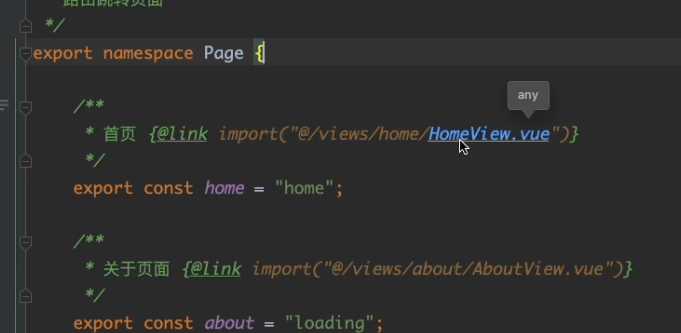 路由跳转页面
*/
export namespace Page {
any
/**
* 首页 {@link import("@/views/home/HomeView.vue")}
*/
export const home = "home";
/**
* 关于页面 {@link import("@/views/about/AboutView.vue")}
*/
export const about = "loading";